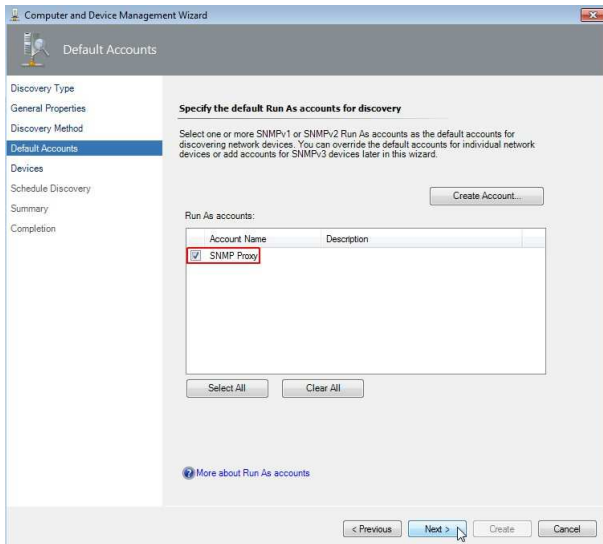 Computer and Device Management Wizard
Default Accounts
Discovery Type
General Properties
Discovery Method
Default Accounts
Devices
Schedule Discovery
Summary
Completion
Specify the default Run As accounts for discovery
Select one or more SNMPv1 or SNMPv2 Run As accounts as the default accounts for
discovering network devices. You can override the default accounts for individual network
devices or add accounts for SNMPv3 devices later in this wizard.
Create Account...
Run As accounts:
Account Name Description
SNMP Proxy
Select All Clear All
More about Run As accounts
< Previous Next > Create Cancel